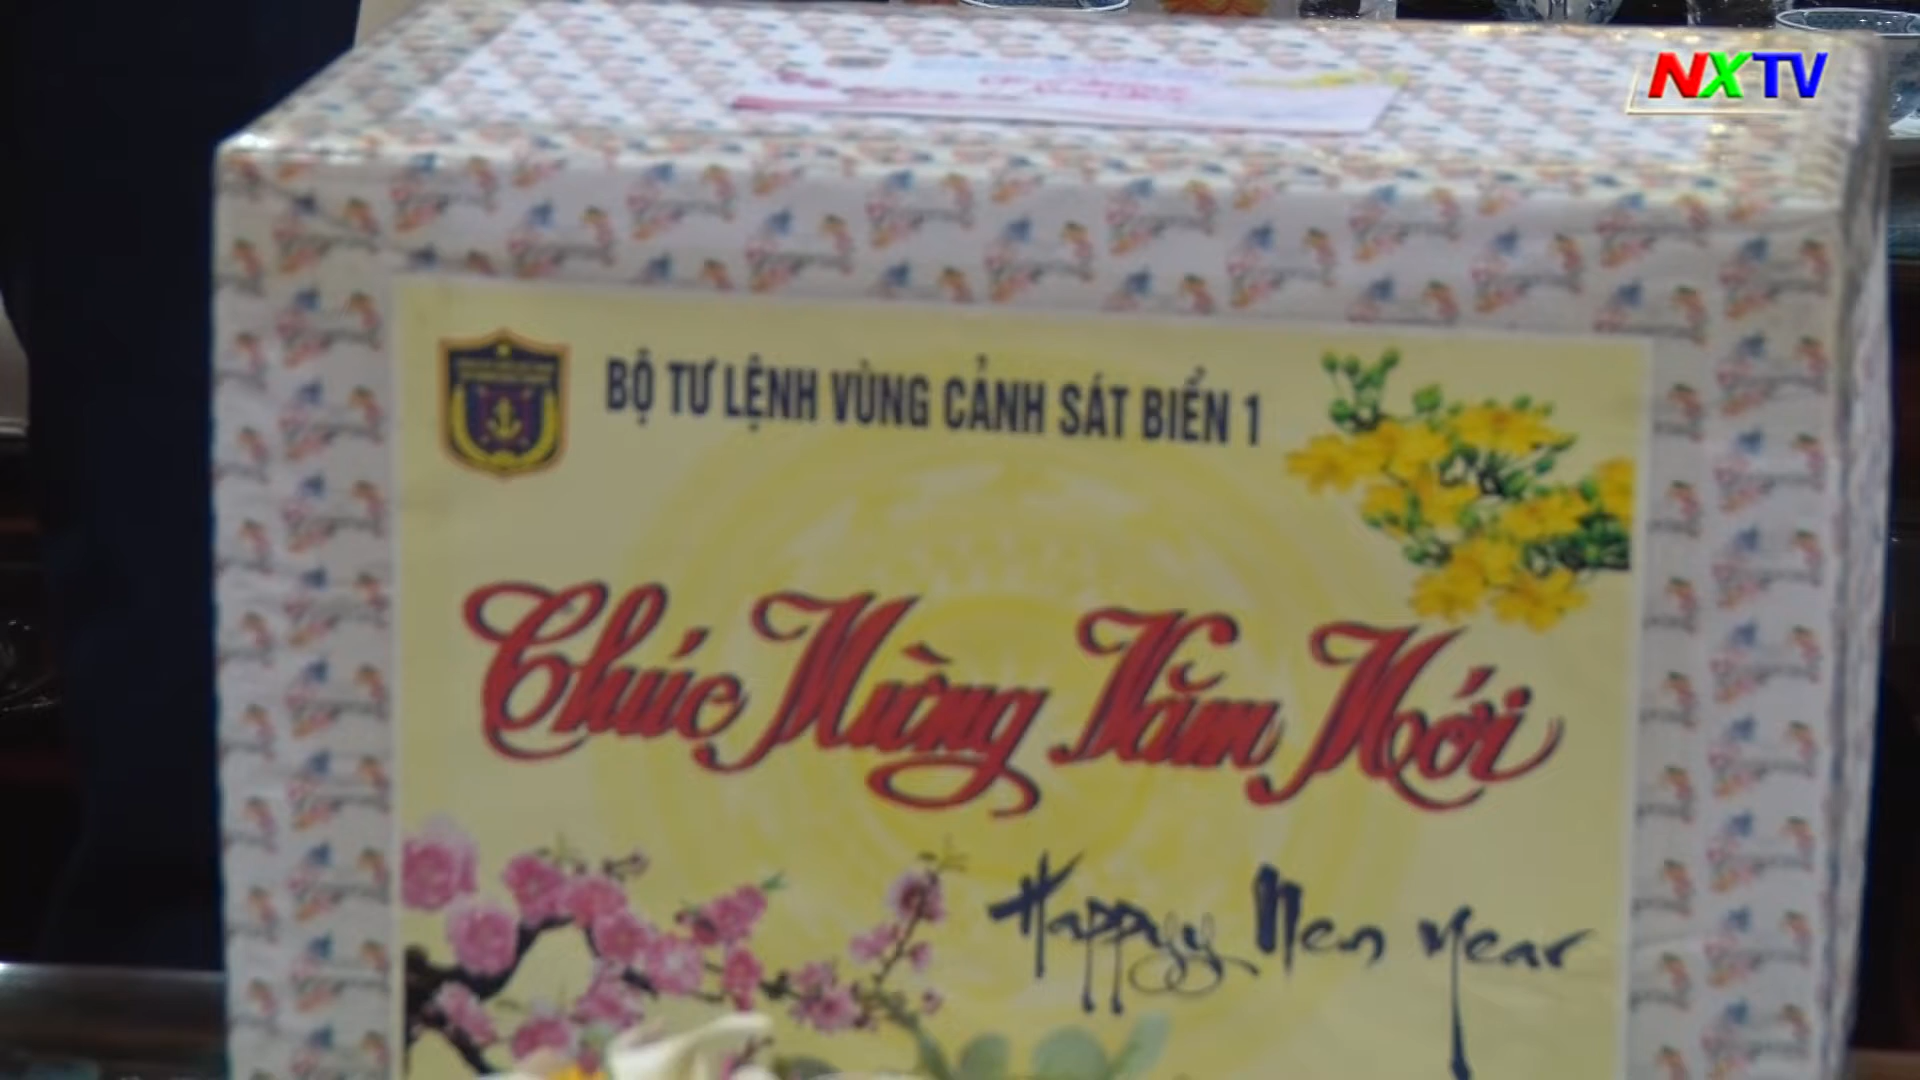 NXTV
BỘ TƯ LỆNH VÙNG CẢNH SÁT BIỂN 1
Chúc Mừng Năm Mới
Happy New Year